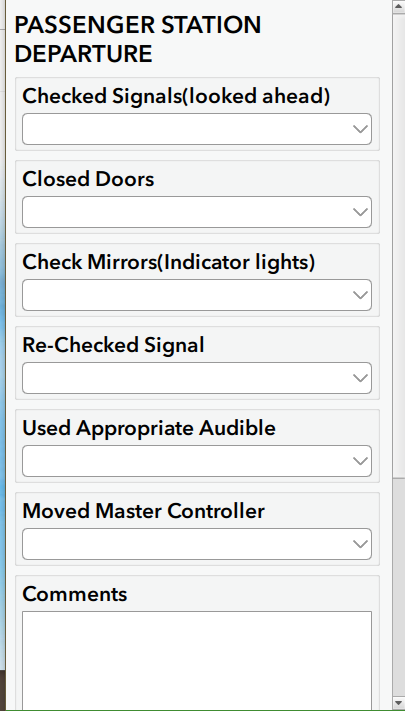 PASSENGER STATION
DEPARTURE
Checked Signals(looked ahead)
Closed Doors
Check Mirrors(Indicator lights)
Re-Checked Signal
Used Appropriate Audible
Moved Master Controller
Comments